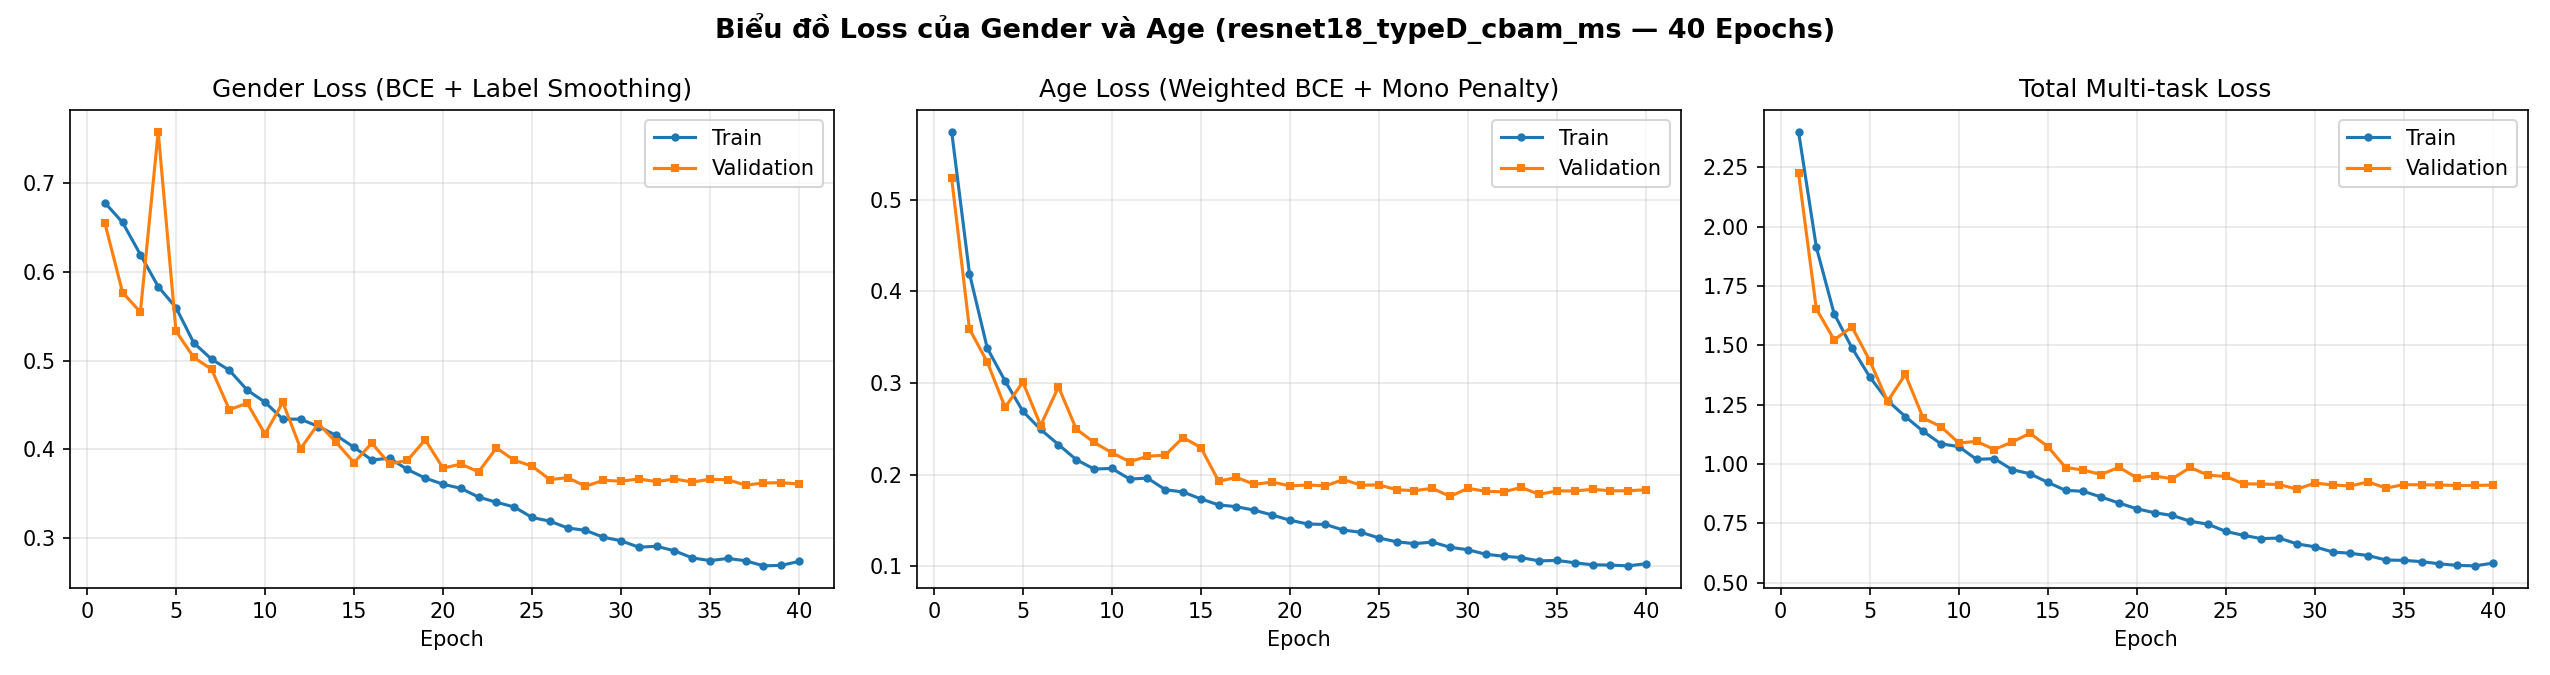 Biểu đồ Loss của Gender và Age (resnet18_typeD_cbam_ms — 40 Epochs)
Gender Loss (BCE + Label Smoothing)
Train
Validation
0.7
0.6
0.5
0.4
0.3
0 5 10 15 20 25 30 35 40
Epoch
Age Loss (Weighted BCE + Mono Penalty)
Train
Validation
0.5
0.4
0.3
0.2
0.1
0 5 10 15 20 25 30 35 40
Epoch
Total Multi-task Loss
Train
Validation
2.25
2.00
1.75
1.50
1.25
1.00
0.75
0.50
0 5 10 15 20 25 30 35 40
Epoch